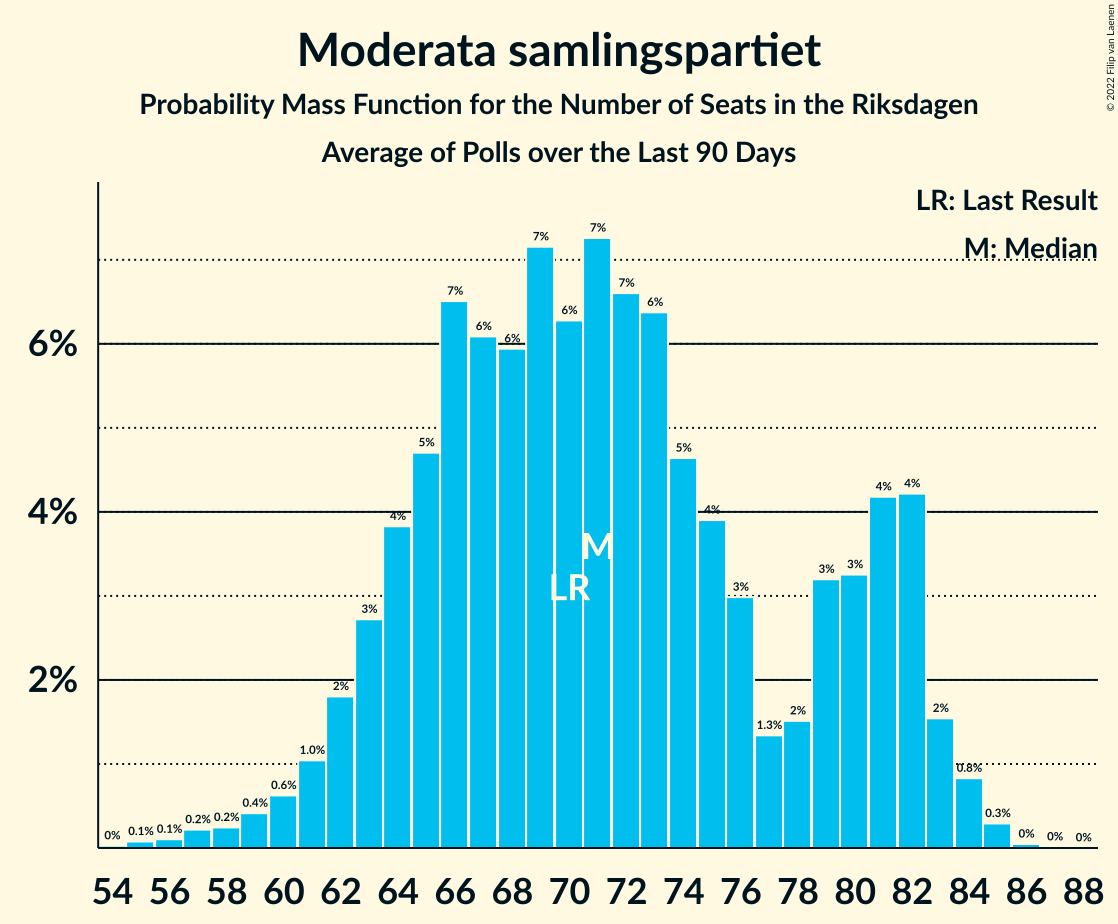 Moderata samlingspartiet
Probability Mass Function for the Number of Seats in the Riksdagen
Average of Polls over the Last 90 Days
© 2022 Filip van Laenen
LR: Last Result
M: Median
6%
4%
2%
0% 0.1% 0.1% 0.2% 0.2% 0.4% 0.6% 1.0% 2% 3% 4% 5% 7% 6% 6% 7% 6% 7% 7% 6% 5% 4% 3% 1.3% 2% 3% 3% 4% 4% 2% 0.8% 0.3% 0% 0% 0%
M
LR
54 56 58 60 62 64 66 68 70 72 74 76 78 80 82 84 86 88